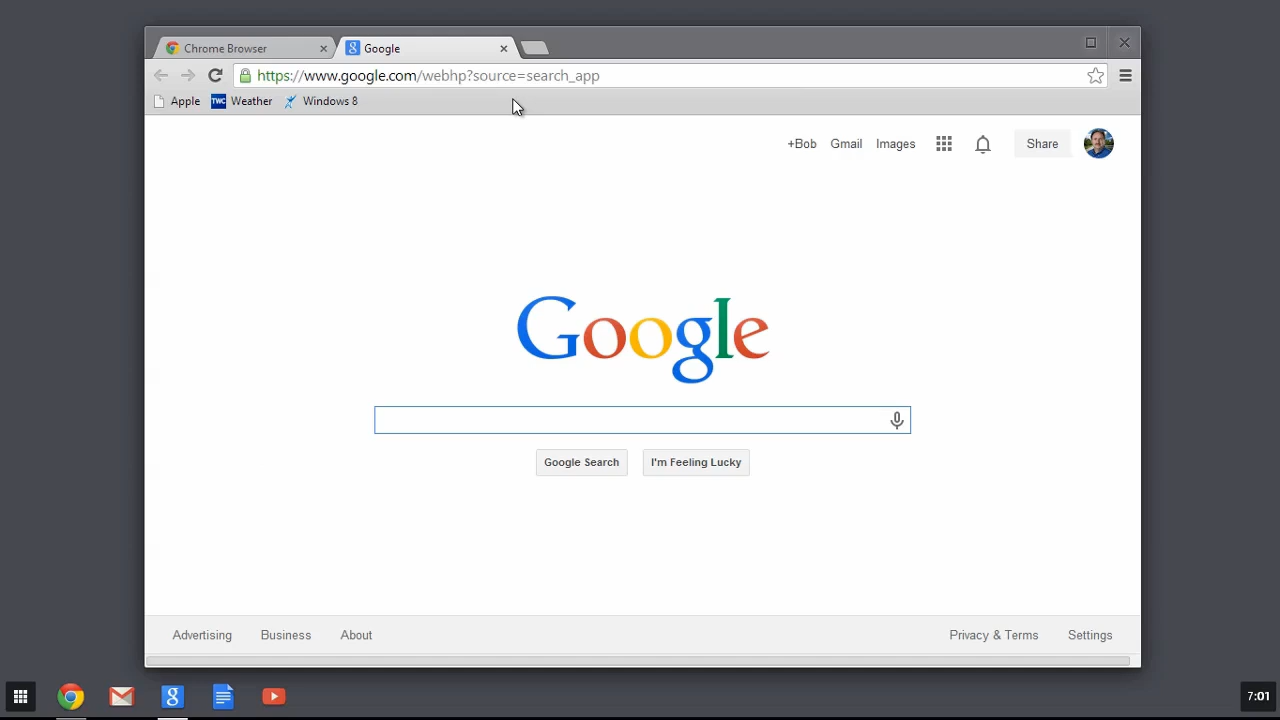 Chrome Browser
Google
https://www.google.com/webhp?source=search_app
Apple
TWC Weather
Windows 8
+Bob Gmail Images
Share
Google
Google Search
I'm Feeling Lucky
Advertising Business About
Privacy & Terms Settings
7:01